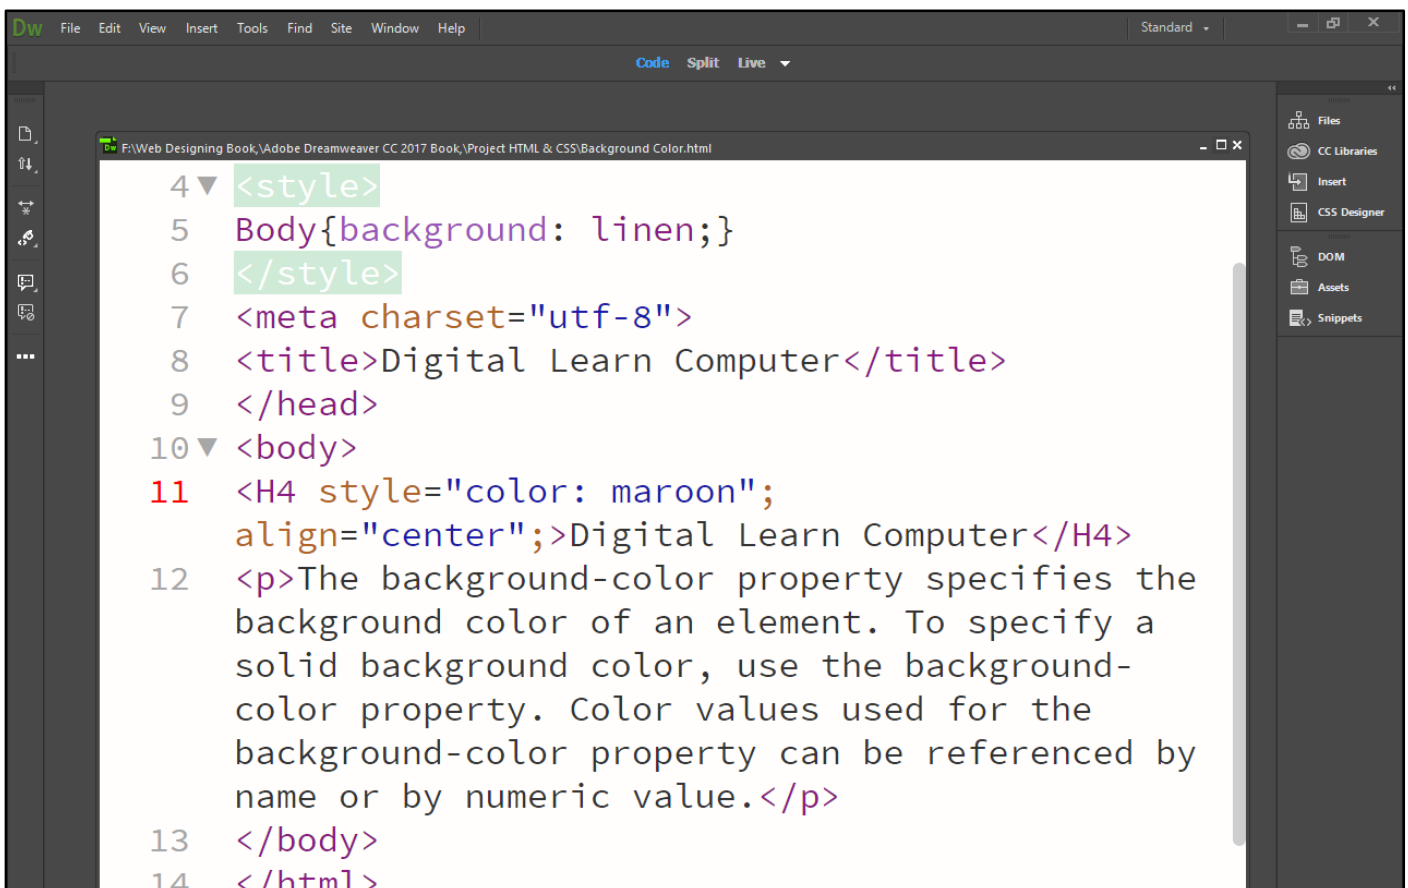 Dw File Edit View Insert Tools Find Site Window Help Standard
Code Split Live
F:\Web Designing Book,\Adobe Dreamweaver CC 2017 Book,\Project HTML & CSS\Background Color.html
4 <style>
5 Body{background: linen;}
6 </style>
7 <meta charset="utf-8">
8 <title>Digital Learn Computer</title>
9 </head>
10 <body>
11 <H4 style="color: maroon";
align="center";>Digital Learn Computer</H4>
12 <p>The background-color property specifies the
background color of an element. To specify a
solid background color, use the background-
color property. Color values used for the
background-color property can be referenced by
name or by numeric value.</p>
13 </body>
14 </html>
Files
CC Libraries
Insert
CSS Designer
DOM
Assets
Snippets